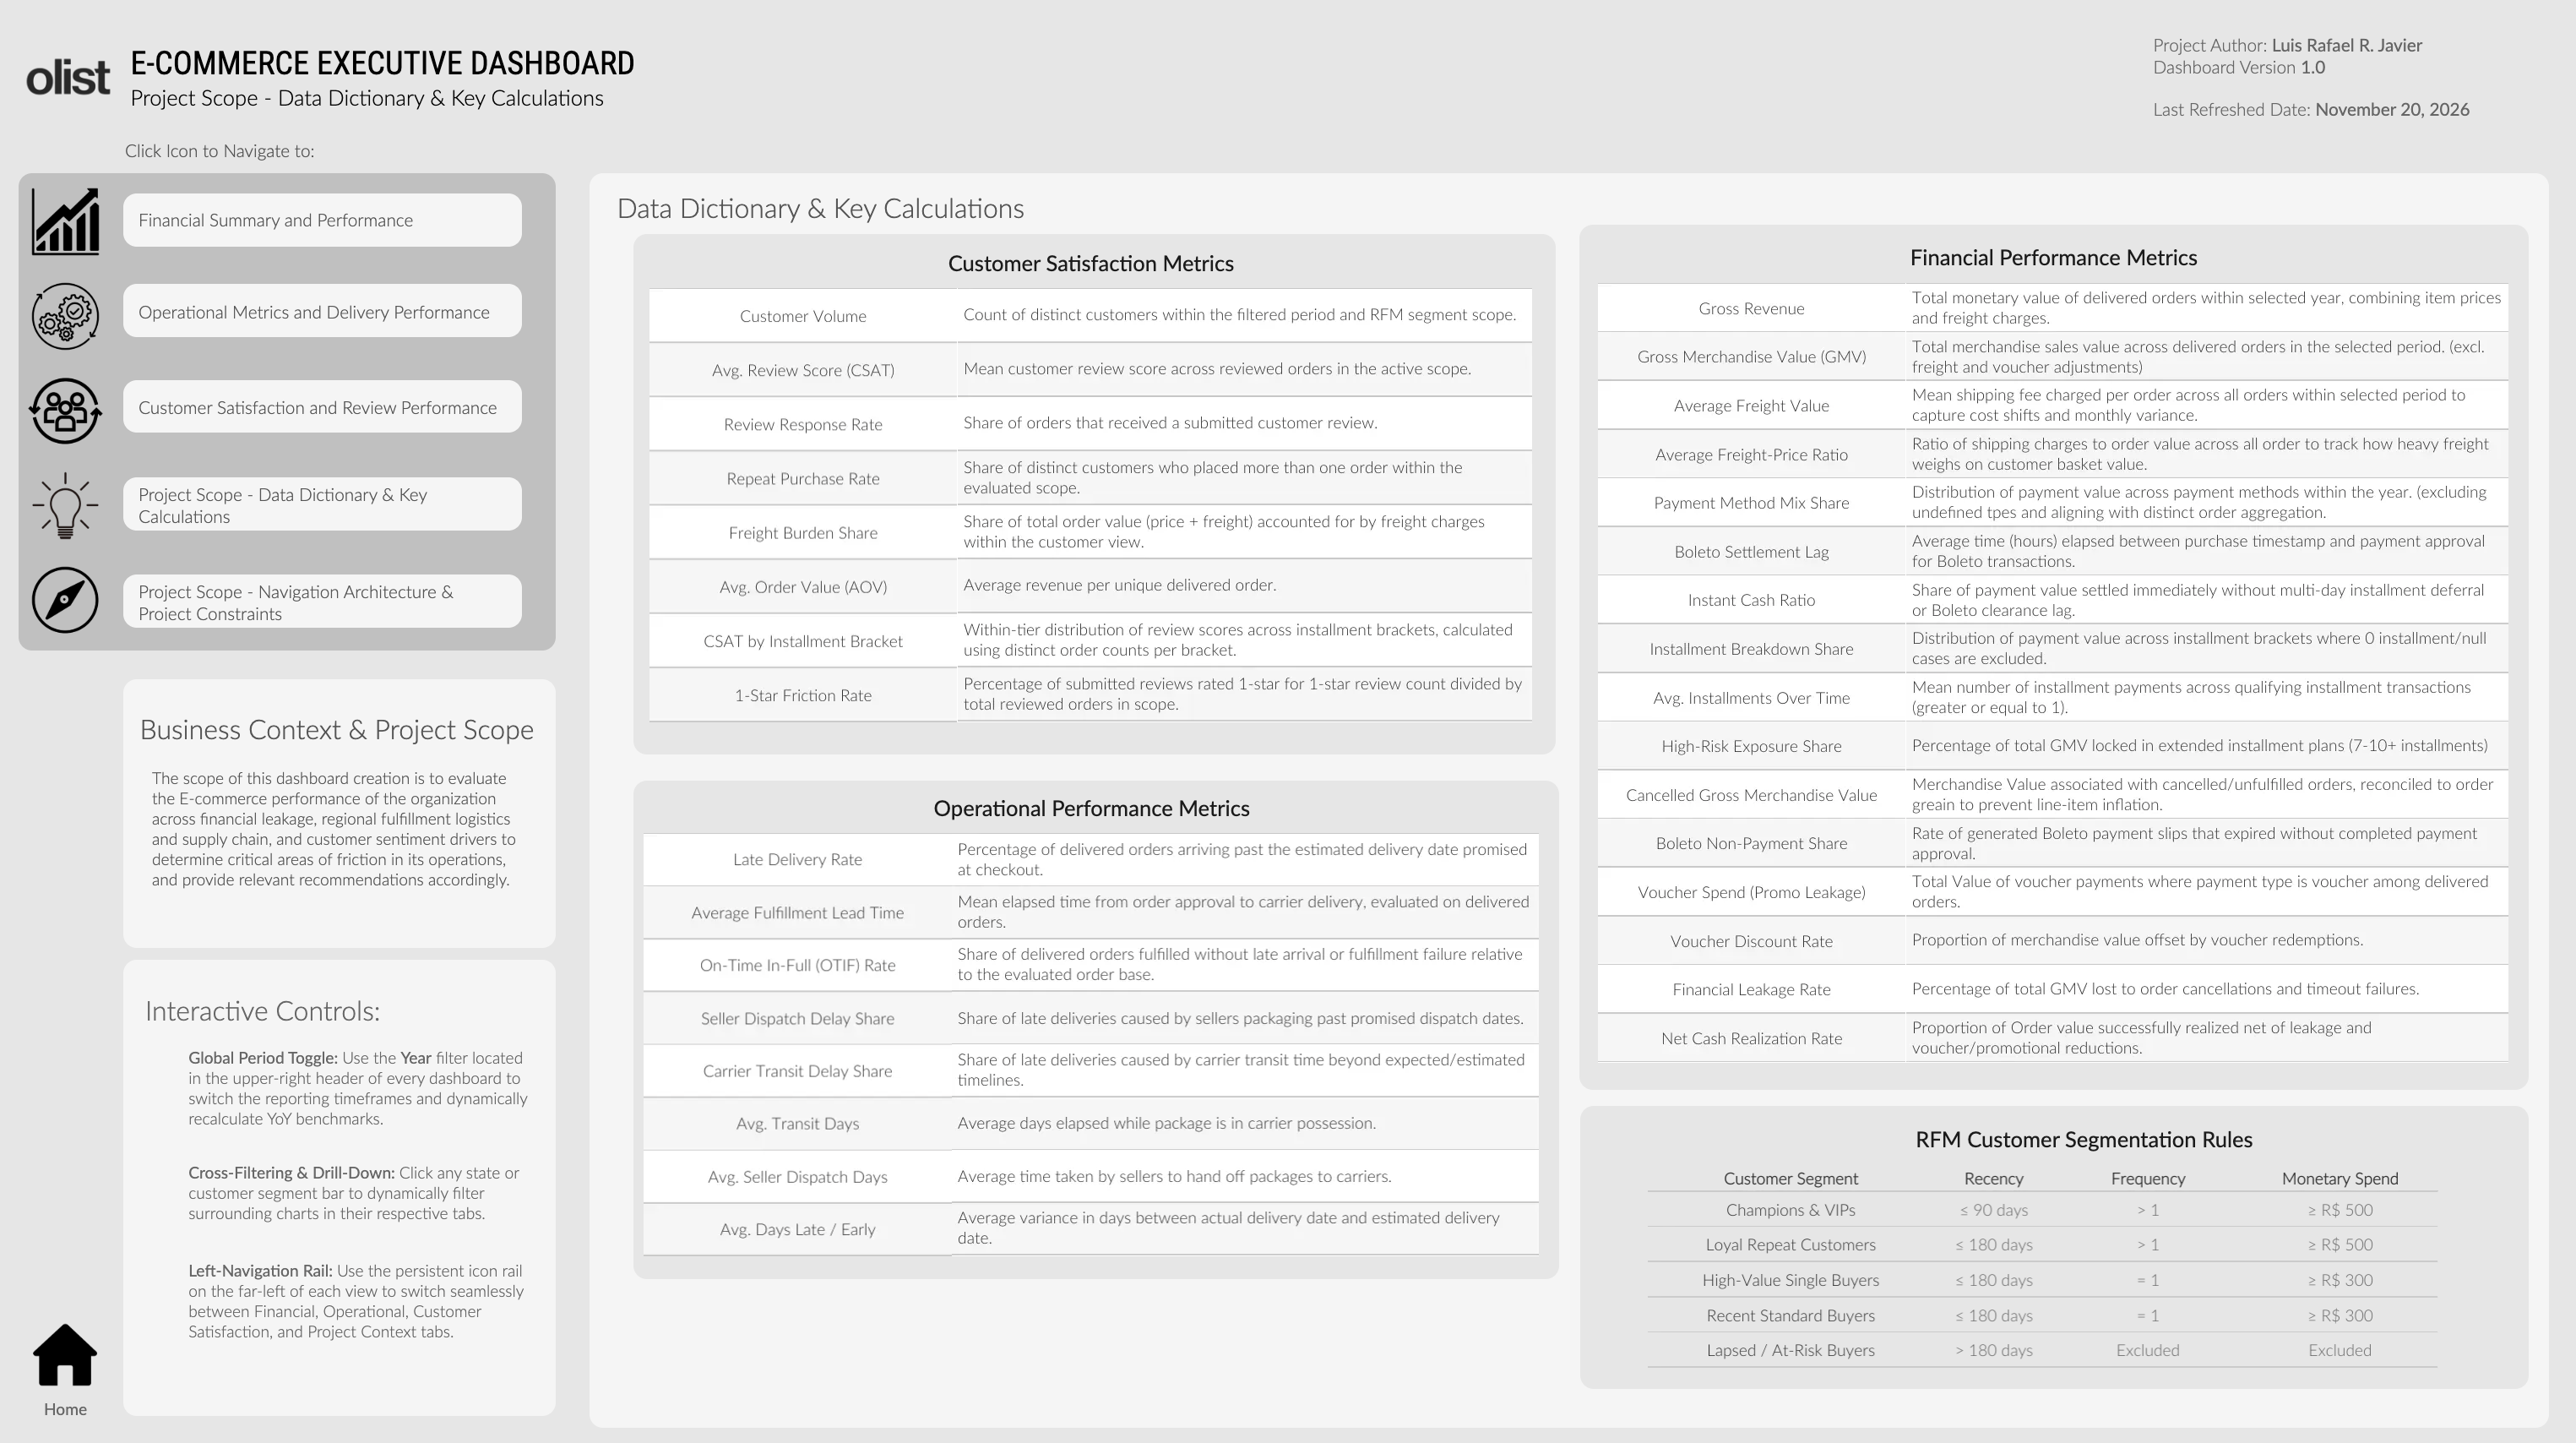 olist
E-COMMERCE EXECUTIVE DASHBOARD
Project Scope - Data Dictionary & Key Calculations
Project Author: Luis Rafael R. Javier
Dashboard Version 1.0
Last Refreshed Date: November 20, 2026
Click Icon to Navigate to:
Financial Summary and Performance
Operational Metrics and Delivery Performance
Customer Satisfaction and Review Performance
Project Scope - Data Dictionary & Key
Calculations
Project Scope - Navigation Architecture &
Project Constraints
Business Context & Project Scope
The scope of this dashboard creation is to evaluate
the E-commerce performance of the organization
across financial leakage, regional fulfillment logistics
and supply chain, and customer sentiment drivers to
determine critical areas of friction in its operations,
and provide relevant recommendations accordingly.
Interactive Controls:
Global Period Toggle: Use the Year filter located
in the upper-right header of every dashboard to
switch the reporting timeframes and dynamically
recalculate YoY benchmarks.
Cross-Filtering & Drill-Down: Click any state or
customer segment bar to dynamically filter
surrounding charts in their respective tabs.
Left-Navigation Rail: Use the persistent icon rail
on the far-left of each view to switch seamlessly
between Financial, Operational, Customer
Satisfaction, and Project Context tabs.
Home
Data Dictionary & Key Calculations
Customer Satisfaction Metrics
Customer Volume
Count of distinct customers within the filtered period and RFM segment scope.
Avg. Review Score (CSAT)
Mean customer review score across reviewed orders in the active scope.
Review Response Rate
Share of orders that received a submitted customer review.
Repeat Purchase Rate
Share of distinct customers who placed more than one order within the
evaluated scope.
Freight Burden Share
Share of total order value (price + freight) accounted for by freight charges
within the customer view.
Avg. Order Value (AOV)
Average revenue per unique delivered order.
CSAT by Installment Bracket
Within-tier distribution of review scores across installment brackets, calculated
using distinct order counts per bracket.
1-Star Friction Rate
Percentage of submitted reviews rated 1-star for 1-star review count divided by
total reviewed orders in scope.
Operational Performance Metrics
Late Delivery Rate
Percentage of delivered orders arriving past the estimated delivery date promised
at checkout.
Average Fulfillment Lead Time
Mean elapsed time from order approval to carrier delivery, evaluated on delivered
orders.
On-Time In-Full (OTIF) Rate
Share of delivered orders fulfilled without late arrival or fulfillment failure relative
to the evaluated order base.
Seller Dispatch Delay Share
Share of late deliveries caused by sellers packaging past promised dispatch dates.
Carrier Transit Delay Share
Share of late deliveries caused by carrier transit time beyond expected/estimated
timelines.
Avg. Transit Days
Average days elapsed while package is in carrier possession.
Avg. Seller Dispatch Days
Average time taken by sellers to hand off packages to carriers.
Avg. Days Late / Early
Average variance in days between actual delivery date and estimated delivery
date.
Financial Performance Metrics
Gross Revenue
Total monetary value of delivered orders within selected year, combining item prices
and freight charges.
Gross Merchandise Value (GMV)
Total merchandise sales value across delivered orders in the selected period. (excl.
freight and voucher adjustments)
Average Freight Value
Mean shipping fee charged per order across all orders within selected period to
capture cost shifts and monthly variance.
Average Freight-Price Ratio
Ratio of shipping charges to order value across all order to track how heavy freight
weighs on customer basket value.
Payment Method Mix Share
Distribution of payment value across payment methods within the year. (excluding
undefined tpes and aligning with distinct order aggregation.
Boleto Settlement Lag
Average time (hours) elapsed between purchase timestamp and payment approval
for Boleto transactions.
Instant Cash Ratio
Share of payment value settled immediately without multi-day installment deferral
or Boleto clearance lag.
Installment Breakdown Share
Distribution of payment value across installment brackets where 0 installment/null
cases are excluded.
Avg. Installments Over Time
Mean number of installment payments across qualifying installment transactions
(greater or equal to 1).
High-Risk Exposure Share
Percentage of total GMV locked in extended installment plans (7-10+ installments)
Cancelled Gross Merchandise Value
Merchandise Value associated with cancelled/unfulfilled orders, reconciled to order
greain to prevent line-item inflation.
Boleto Non-Payment Share
Rate of generated Boleto payment slips that expired without completed payment
approval.
Voucher Spend (Promo Leakage)
Total Value of voucher payments where payment type is voucher among delivered
orders.
Voucher Discount Rate
Proportion of merchandise value offset by voucher redemptions.
Financial Leakage Rate
Percentage of total GMV lost to order cancellations and timeout failures.
Net Cash Realization Rate
Proportion of Order value successfully realized net of leakage and
voucher/promotional reductions.
RFM Customer Segmentation Rules
Customer Segment Recency Frequency Monetary Spend
Champions & VIPs ≤ 90 days > 1 ≥ R$ 500
Loyal Repeat Customers ≤ 180 days > 1 ≥ R$ 500
High-Value Single Buyers ≤ 180 days = 1 ≥ R$ 300
Recent Standard Buyers ≤ 180 days = 1 ≥ R$ 300
Lapsed / At-Risk Buyers > 180 days Excluded Excluded